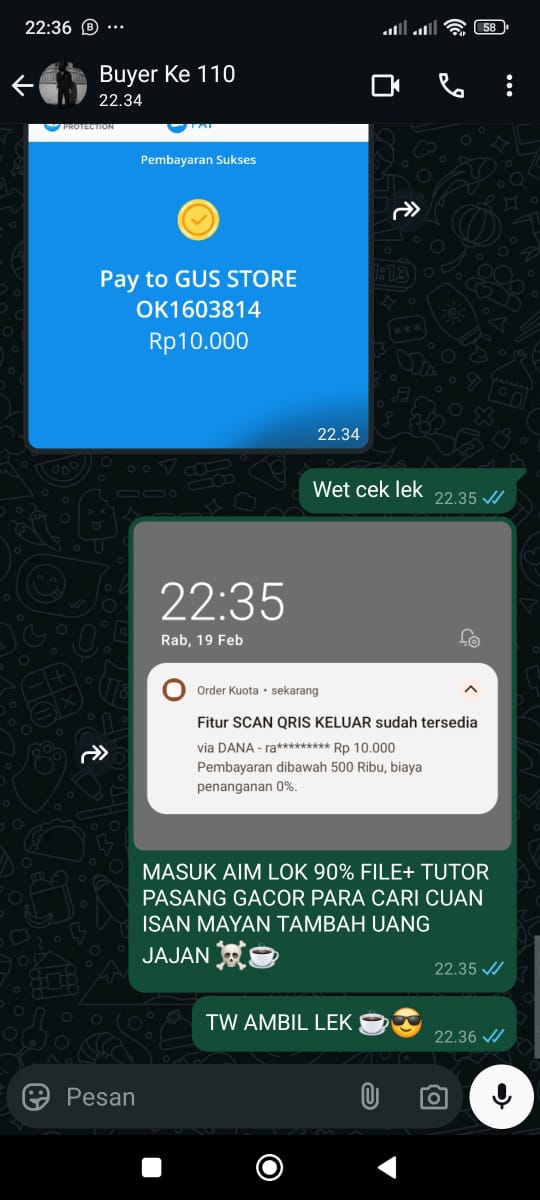 22:36
58
Buyer Ke 110
22.34
PROTECTION
PAY
Pembayaran Sukses
Pay to GUS STORE
OK1603814
Rp10.000
22.34
Wet cek lek 22.35
22:35
Rab, 19 Feb
Order Kuota • sekarang
Fitur SCAN QRIS KELUAR sudah tersedia
via DANA - ra********* Rp 10.000
Pembayaran dibawah 500 Ribu, biaya
penanganan 0%.
MASUK AIM LOK 90% FILE+ TUTOR
PASANG GACOR PARA CARI CUAN
ISAN MAYAN TAMBAH UANG
JAJAN ☠️☕
22.35
TW AMBIL LEK ☕😎 22.36
Pesan